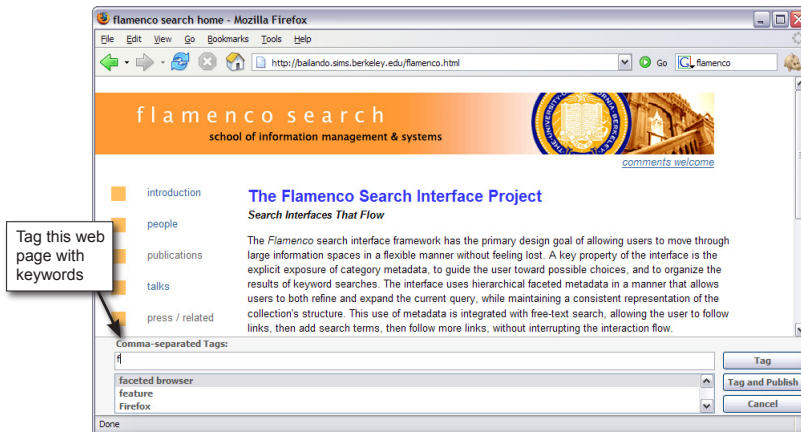 flamenco search home - Mozilla Firefox
File Edit View Go Bookmarks Tools Help
http://bailando.sims.berkeley.edu/flamenco.html Go flamenco
flamenco search
school of information management & systems
comments welcome
introduction
people
publications
talks
press / related
The Flamenco Search Interface Project
Search Interfaces That Flow
The Flamenco search interface framework has the primary design goal of allowing users to move through
large information spaces in a flexible manner without feeling lost. A key property of the interface is the
explicit exposure of category metadata, to guide the user toward possible choices, and to organize the
results of keyword searches. The interface uses hierarchical faceted metadata in a manner that allows
users to both refine and expand the current query, while maintaining a consistent representation of the
collection's structure. This use of metadata is integrated with free-text search, allowing the user to follow
links, then add search terms, then follow more links, without interrupting the interaction flow.
Tag this web
page with
keywords
Comma-separated Tags:
f
Tag
faceted browser
feature
Firefox
Tag and Publish
Cancel
Done